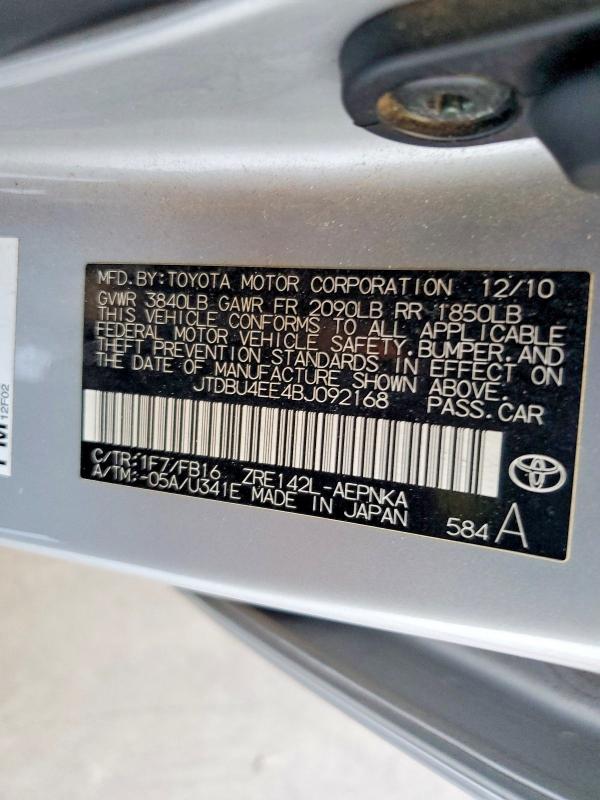 MFD. BY: TOYOTA MOTOR CORPORATION 12/10
GVWR 3840LB GAWR FR 2090LB RR 1850LB
THIS VEHICLE CONFORMS TO ALL APPLICABLE
FEDERAL MOTOR VEHICLE SAFETY, BUMPER, AND
THEFT PREVENTION STANDARDS IN EFFECT ON
THE DATE OF MANUFACTURE SHOWN ABOVE.
JTDBU4EE4BJ092168 PASS. CAR
C/TR: 1F7/FB16 ZRE142L-AEPNKA
A/TM: -05A/U341E MADE IN JAPAN 584 A
12F02